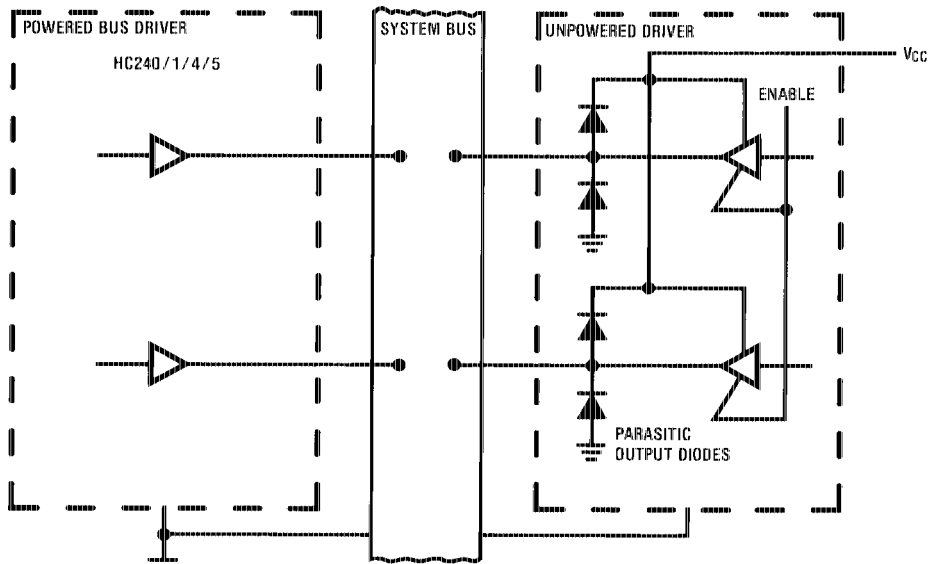 POWERED BUS DRIVER
HC240/1/4/5
SYSTEM BUS
UNPOWERED DRIVER
VCC
ENABLE
PARASITIC
OUTPUT DIODES